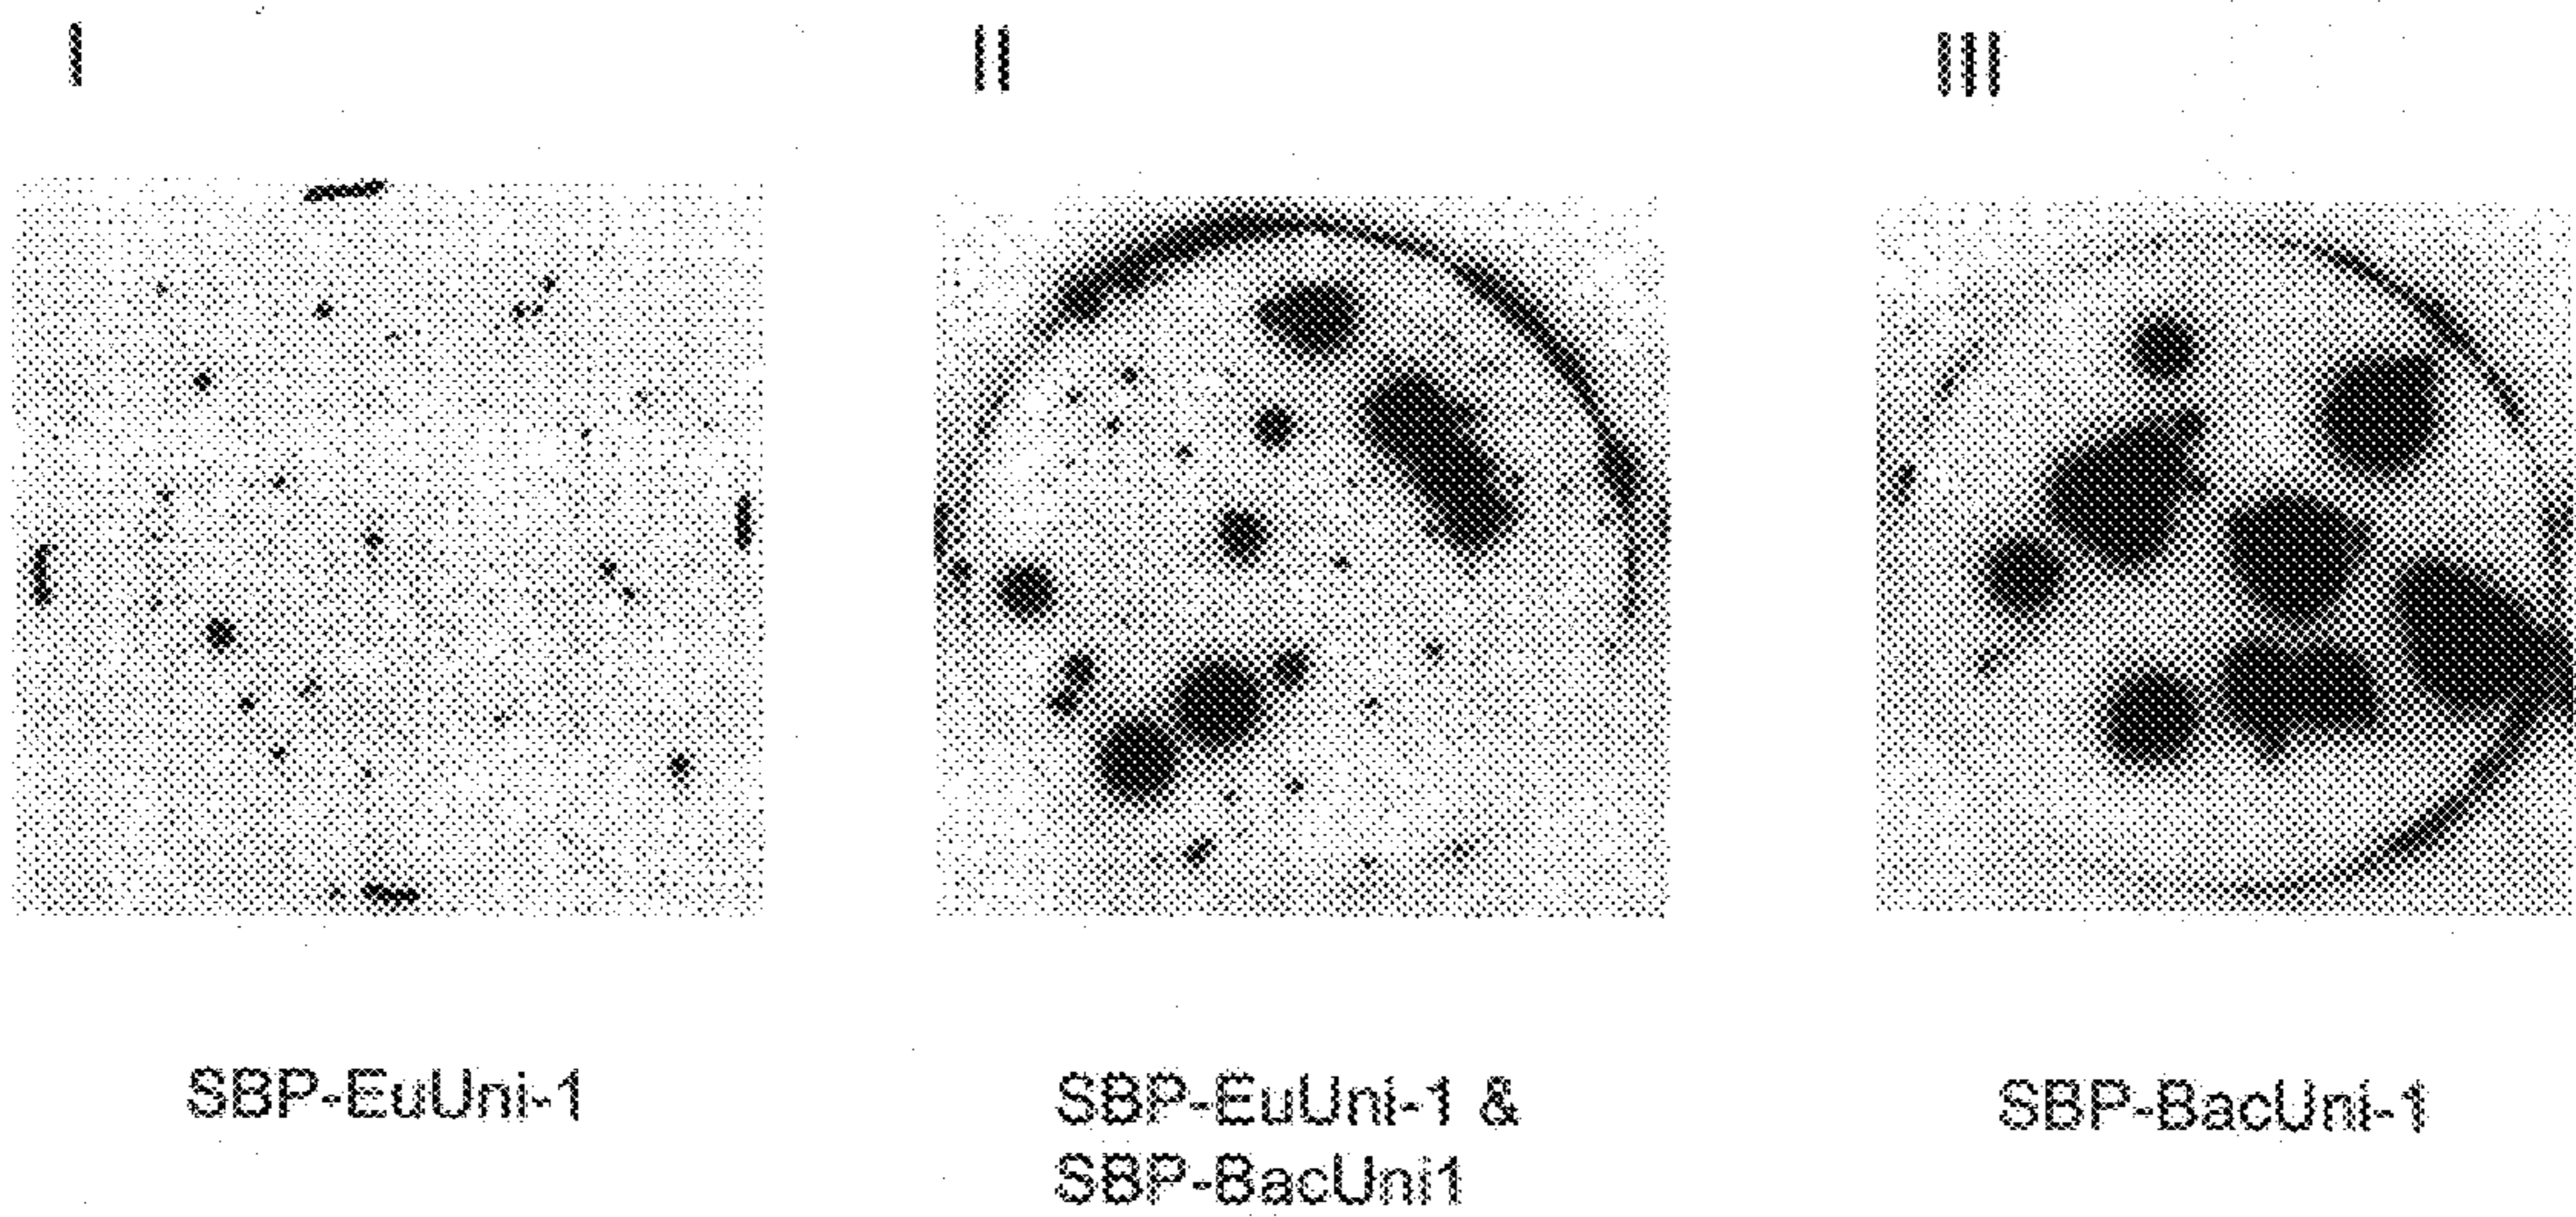 I
II
III
SBP-EuUni-1
SBP-EuUni-1 &
SBP-BacUni1
SBP-BacUni-1